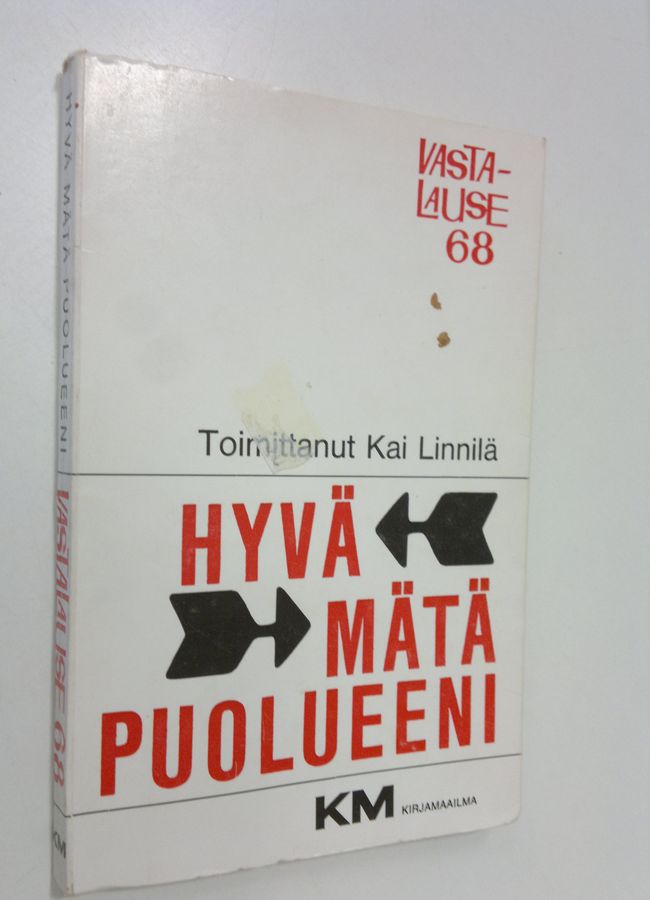 HYVÄ MÄTÄ PUOLUEENI
VASTALAUSE 68
KM
VASTA-
LAUSE
68
Toimittanut Kai Linnilä
HYVÄ
MÄTÄ
PUOLUEENI
KM KIRJAMAAILMA